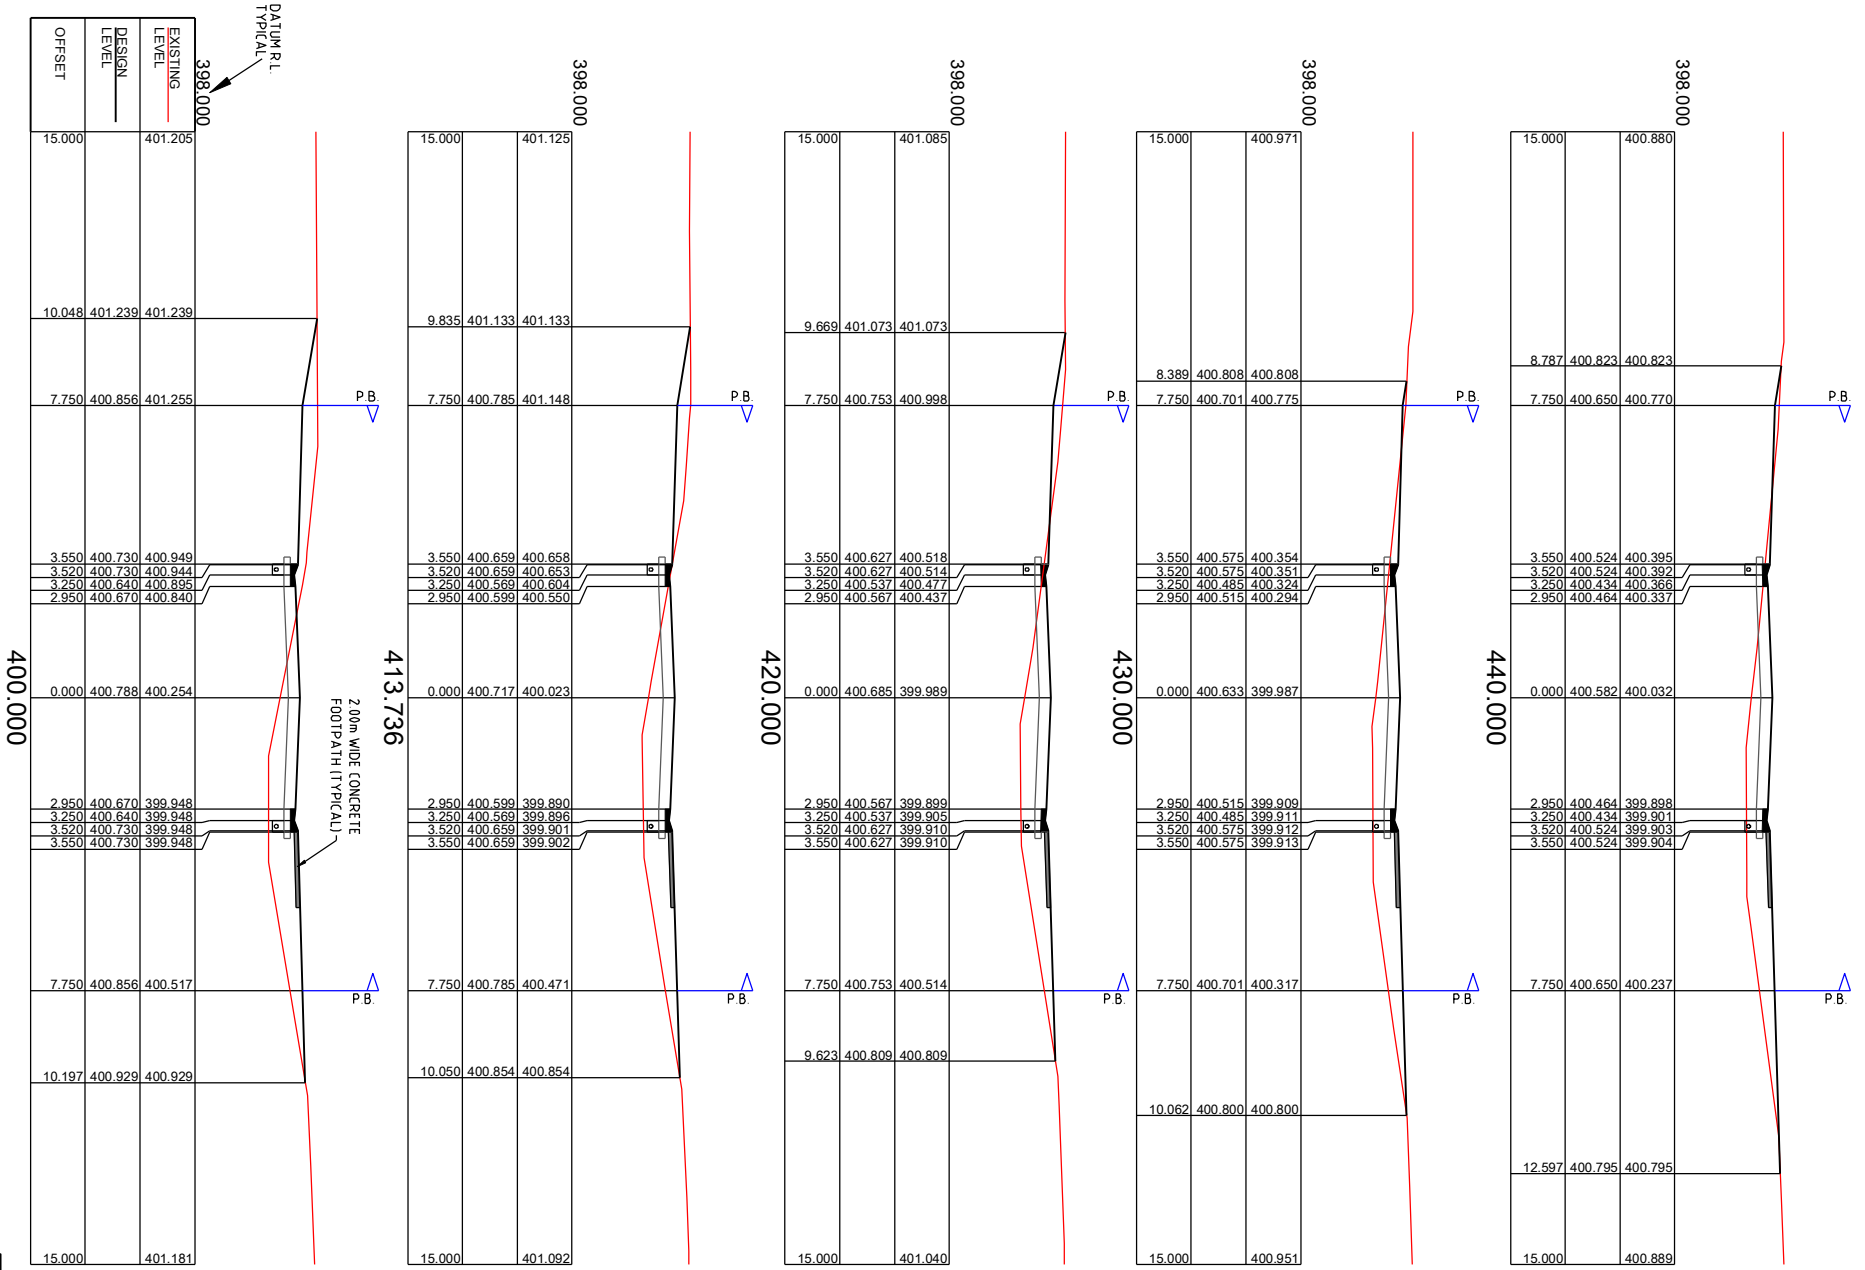 DATUM R.L.
TYPICAL
398.000
EXISTING
LEVEL
DESIGN
LEVEL
OFFSET
15.000 401.205
10.048 401.239 401.239
7.750 400.856 401.255
P.B.
3.550 400.730 400.949
3.520 400.730 400.944
3.250 400.640 400.895
2.950 400.670 400.840
0.000 400.788 400.254
2.950 400.670 399.948
3.250 400.640 399.948
3.520 400.730 399.948
3.550 400.730 399.948
7.750 400.856 400.517
P.B.
10.197 400.929 400.929
15.000 401.181
400.000
2.00m WIDE CONCRETE
FOOTPATH (TYPICAL)
398.000
15.000 401.125
9.835 401.133 401.133
7.750 400.785 401.148
P.B.
3.550 400.659 400.658
3.520 400.659 400.653
3.250 400.569 400.604
2.950 400.599 400.550
0.000 400.717 400.023
2.950 400.599 399.890
3.250 400.569 399.896
3.520 400.659 399.901
3.550 400.659 399.902
7.750 400.785 400.471
P.B.
10.050 400.854 400.854
15.000 401.092
413.736
398.000
15.000 401.085
9.669 401.073 401.073
7.750 400.753 400.998
P.B.
3.550 400.627 400.518
3.520 400.627 400.514
3.250 400.537 400.477
2.950 400.567 400.437
0.000 400.685 399.989
2.950 400.567 399.899
3.250 400.537 399.905
3.520 400.627 399.910
3.550 400.627 399.910
7.750 400.753 400.514
P.B.
9.623 400.809 400.809
15.000 401.040
420.000
398.000
15.000 400.971
8.389 400.808 400.808
7.750 400.701 400.775
P.B.
3.550 400.575 400.354
3.520 400.575 400.351
3.250 400.485 400.324
2.950 400.515 400.294
0.000 400.633 399.987
2.950 400.515 399.909
3.250 400.485 399.911
3.520 400.575 399.912
3.550 400.575 399.913
7.750 400.701 400.317
P.B.
10.062 400.800 400.800
15.000 400.951
430.000
398.000
15.000 400.880
8.787 400.823 400.823
7.750 400.650 400.770
P.B.
3.550 400.524 400.395
3.520 400.524 400.392
3.250 400.434 400.366
2.950 400.464 400.337
0.000 400.582 400.032
2.950 400.464 399.898
3.250 400.434 399.901
3.520 400.524 399.903
3.550 400.524 399.904
7.750 400.650 400.237
P.B.
12.597 400.795 400.795
15.000 400.889
440.000